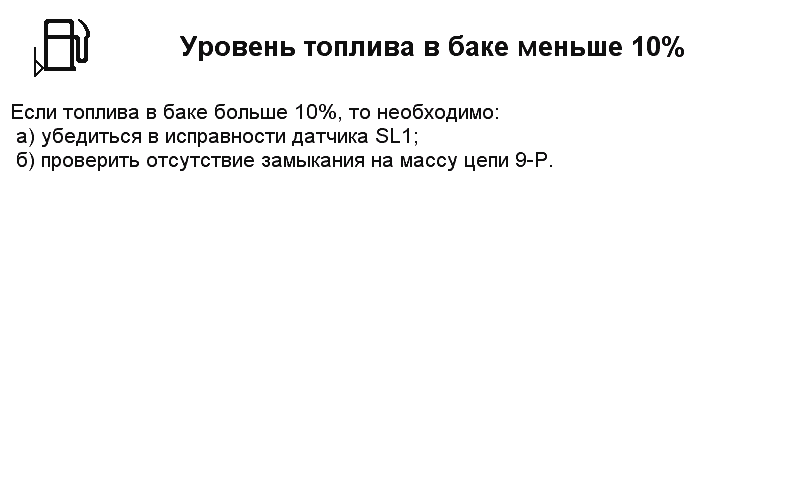 Уровень топлива в баке меньше 10%
Если топлива в баке больше 10%, то необходимо:
а) убедиться в исправности датчика SL1;
б) проверить отсутствие замыкания на массу цепи 9-Р.